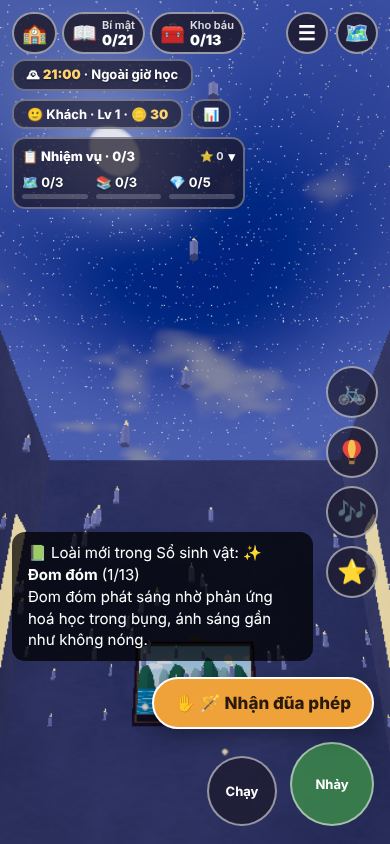 Bí mật
0/21
Kho báu
0/13
21:00 · Ngoài giờ học
Khách · Lv 1 · 30
Nhiệm vụ · 0/3
0 ▾
0/3
0/3
0/5
Loài mới trong Sổ sinh vật:
Đom đóm (1/13)
Đom đóm phát sáng nhờ phản ứng
hoá học trong bụng, ánh sáng gần
như không nóng.
Nhận đũa phép
Chạy
Nhảy